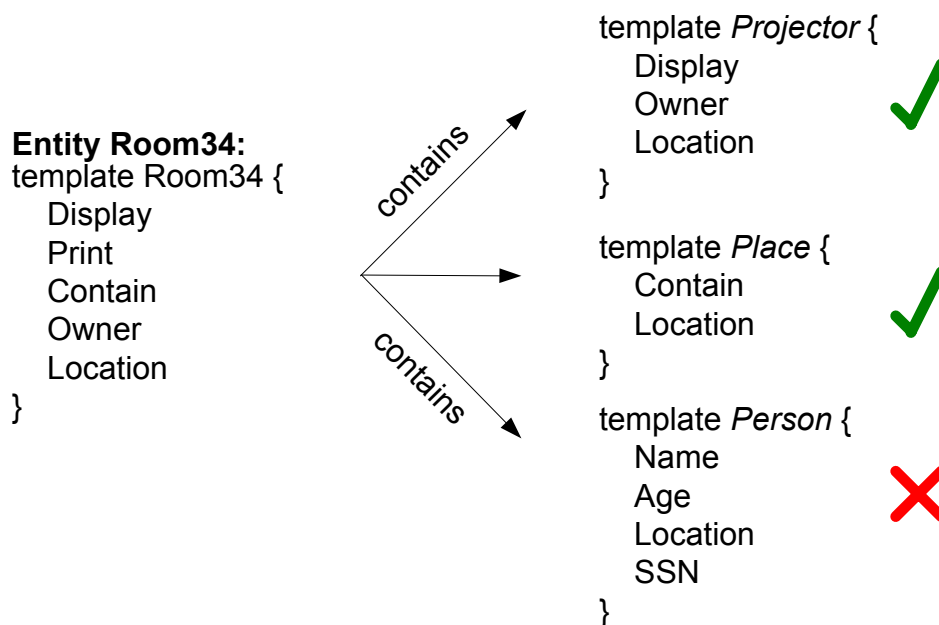 Entity Room34:
template Room34 {
Display
Print
Contain
Owner
Location
}
contains
contains
template Projector {
Display
Owner
Location
}
template Place {
Contain
Location
}
template Person {
Name
Age
Location
SSN
}